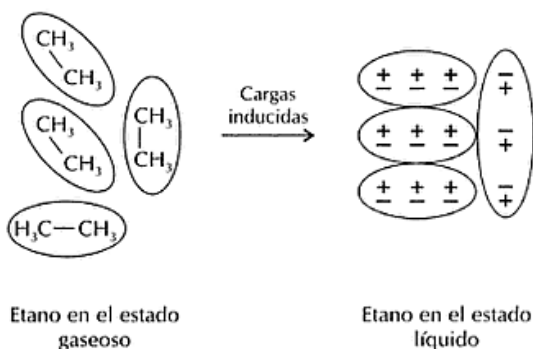 CH₃
CH₃
CH₃
CH₃
CH₃
CH₃
H₃C—CH₃
Cargas
inducidas
± ± ±
± ± ±
± ± ±
∓
∓
∓
Etano en el estado
gaseoso
Etano en el estado
líquido